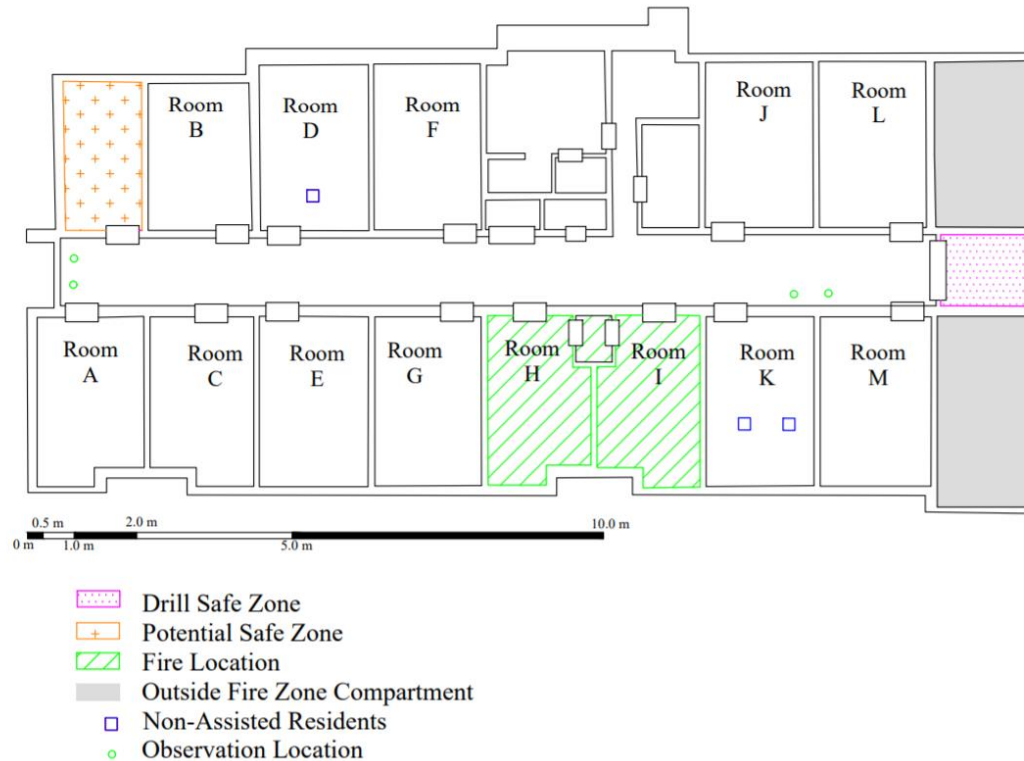 Room
B
Room
D
Room
F
Room
J
Room
L
Room
A
Room
C
Room
E
Room
G
Room
H
Room
I
Room
K
Room
M
0.5 m
2.0 m
10.0 m
0 m
1.0 m
5.0 m
Drill Safe Zone
Potential Safe Zone
Fire Location
Outside Fire Zone Compartment
Non-Assisted Residents
Observation Location